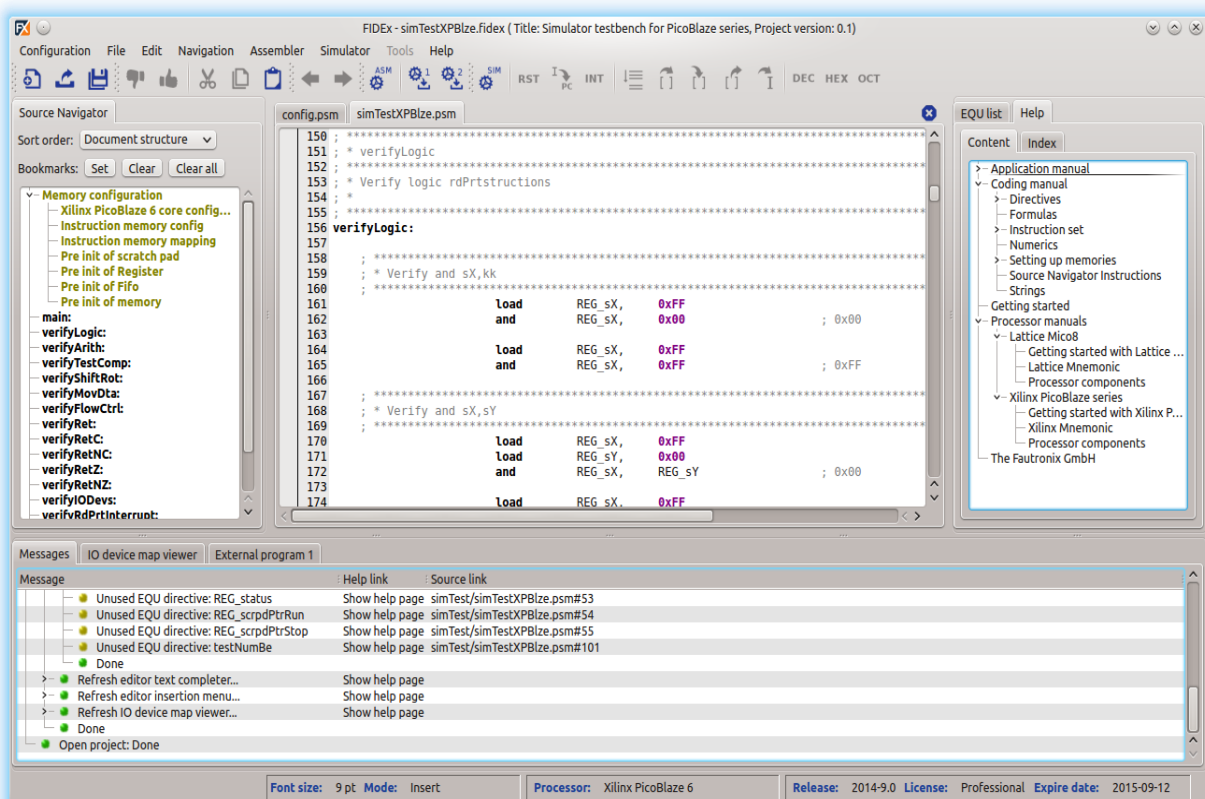 FIDEx - simTestXPBlze.fidex ( Title: Simulator testbench for PicoBlaze series, Project version: 0.1)
Configuration File Edit Navigation Assembler Simulator Tools Help
ASM 1 2 SIM RST I PC INT DEC HEX OCT
Source Navigator
Sort order: Document structure
Bookmarks: Set Clear Clear all
Memory configuration
Xilinx PicoBlaze 6 core config...
Instruction memory config
Instruction memory mapping
Pre init of scratch pad
Pre init of Register
Pre init of Fifo
Pre init of memory
main:
verifyLogic:
verifyArith:
verifyTestComp:
verifyShiftRot:
verifyMovDta:
verifyFlowCtrl:
verifyRet:
verifyRetC:
verifyRetNC:
verifyRetZ:
verifyRetNZ:
verifyIODevs:
verifyRdPrtInterrupt:
config.psm simTestXPBlze.psm
150 ; **************************************************************************************
151 ; * verifyLogic
152 ; **************************************************************************************
153 ; * Verify logic rdPrtstructions
154 ; *
155 ; **************************************************************************************
156 verifyLogic:
157
158 ; **********************************************************************************
159 ; * Verify and sX,kk
160 ; **********************************************************************************
161 load REG_sX, 0xFF
162 and REG_sX, 0x00 ; 0x00
163
164 load REG_sX, 0xFF
165 and REG_sX, 0xFF ; 0xFF
166
167 ; **********************************************************************************
168 ; * Verify and sX,sY
169 ; **********************************************************************************
170 load REG_sX, 0xFF
171 load REG_sY, 0x00
172 and REG_sX, REG_sY ; 0x00
173
174 load REG_sX, 0xFF
EQU list Help
Content Index
Application manual
Coding manual
Directives
Formulas
Instruction set
Numerics
Setting up memories
Source Navigator Instructions
Strings
Getting started
Processor manuals
Lattice Mico8
Getting started with Lattice ...
Lattice Mnemonic
Processor components
Xilinx PicoBlaze series
Getting started with Xilinx P...
Xilinx Mnemonic
Processor components
The Fautronix GmbH
Messages IO device map viewer External program 1
Message Help link Source link
Unused EQU directive: REG_status Show help page simTest/simTestXPBlze.psm#53
Unused EQU directive: REG_scrpdPtrRun Show help page simTest/simTestXPBlze.psm#54
Unused EQU directive: REG_scrpdPtrStop Show help page simTest/simTestXPBlze.psm#55
Unused EQU directive: testNumBe Show help page simTest/simTestXPBlze.psm#101
Done
Refresh editor text completer... Show help page
Refresh editor insertion menu... Show help page
Refresh IO device map viewer... Show help page
Done
Open project: Done
Font size: 9 pt Mode: Insert Processor: Xilinx PicoBlaze 6 Release: 2014-9.0 License: Professional Expire date: 2015-09-12